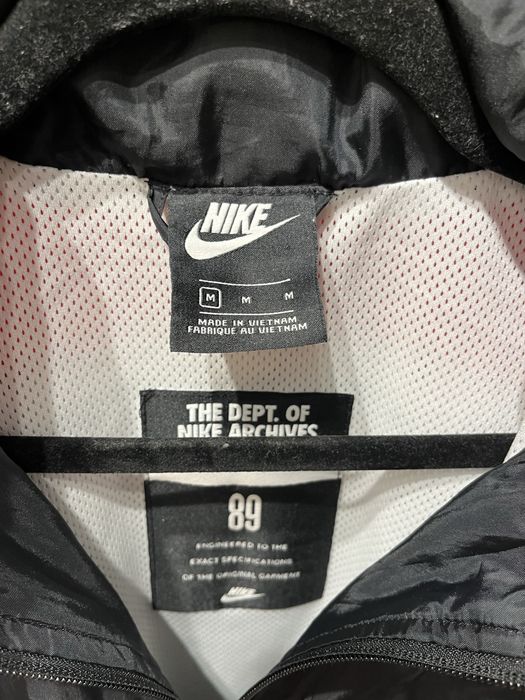 NIKE
M M M
MADE IN VIETNAM
FABRIQUE AU VIETNAM
THE DEPT. OF
NIKE ARCHIVES
89
ENGINEERED TO THE
EXACT SPECIFICATIONS
OF THE ORIGINAL GARMENT